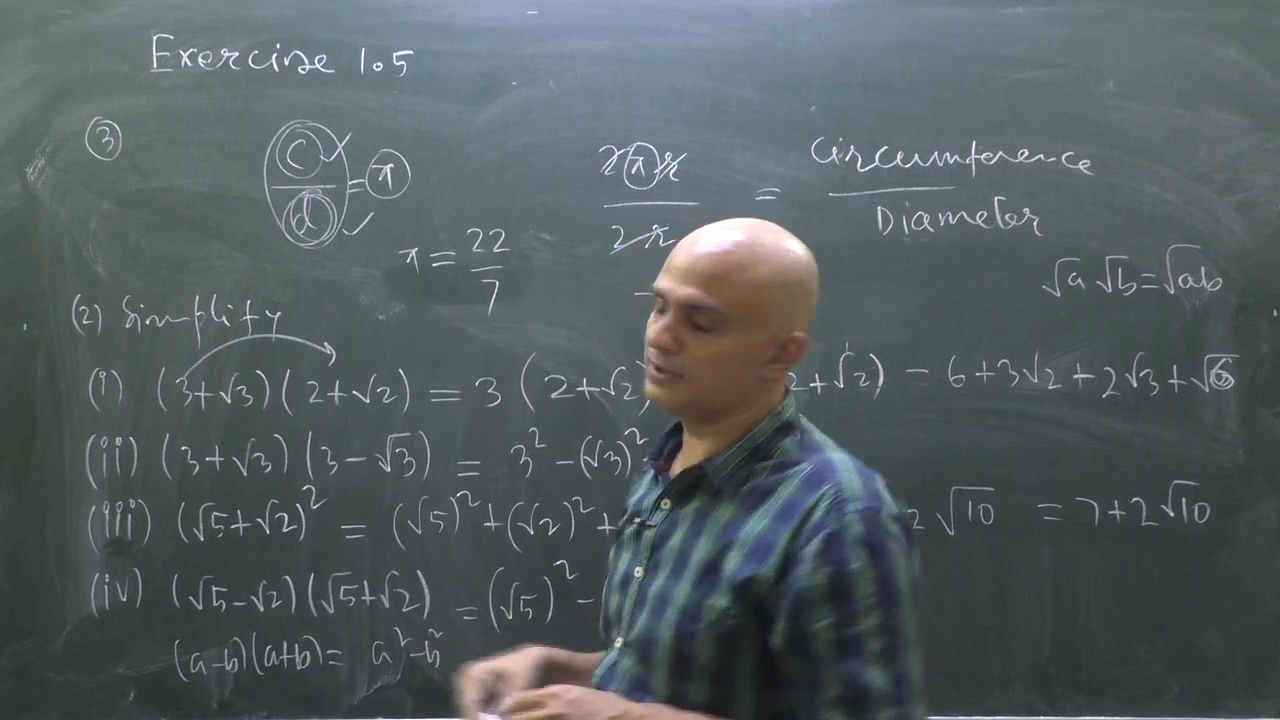 Exercise 1.5
③ C/d = π 2πr/2r = Circumference/Diameter
π = 22/7
√a √b = √ab
(2) Simplify
(i) (3+√3)(2+√2) = 3(2+√2) 2+√2) - 6+3√2+2√3+√6
(ii) (3+√3)(3-√3) = 3²-(√3)²
(iii) (√5+√2)² = (√5)²+(√2)²+ 2√10 = 7+2√10
(iv) (√5-√2)(√5+√2) = (√5)²-
(a-b)(a+b)= a²-b²